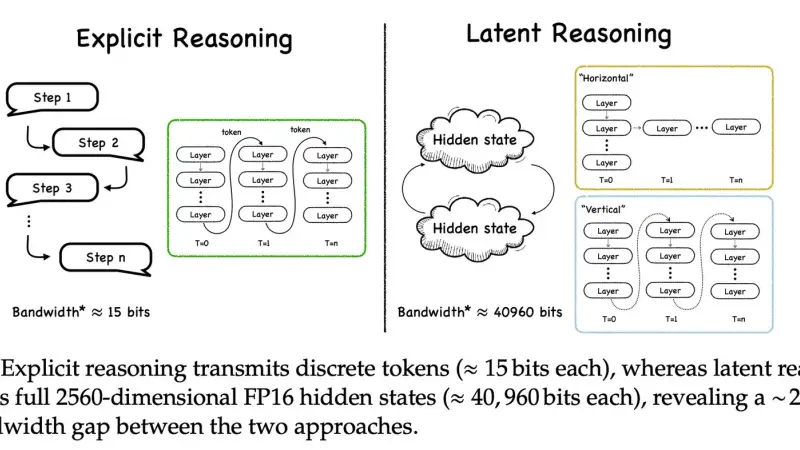 Explicit Reasoning
Step 1
Step 2
Step 3
Step n
token token
Layer Layer Layer
Layer Layer Layer
Layer Layer Layer
T=0 T=1 T=n
Bandwidth* ≈ 15 bits
Latent Reasoning
Hidden state
Hidden state
Bandwidth* ≈ 40960 bits
"Horizontal"
Layer
Layer Layer Layer
Layer
T=0 T=1 T=n
"Vertical"
Layer Layer Layer
Layer Layer Layer
Layer Layer Layer
T=0 T=1 T=n
Explicit reasoning transmits discrete tokens (≈ 15 bits each), whereas latent rea
s full 2560-dimensional FP16 hidden states (≈ 40,960 bits each), revealing a ~ 2
dwidth gap between the two approaches.